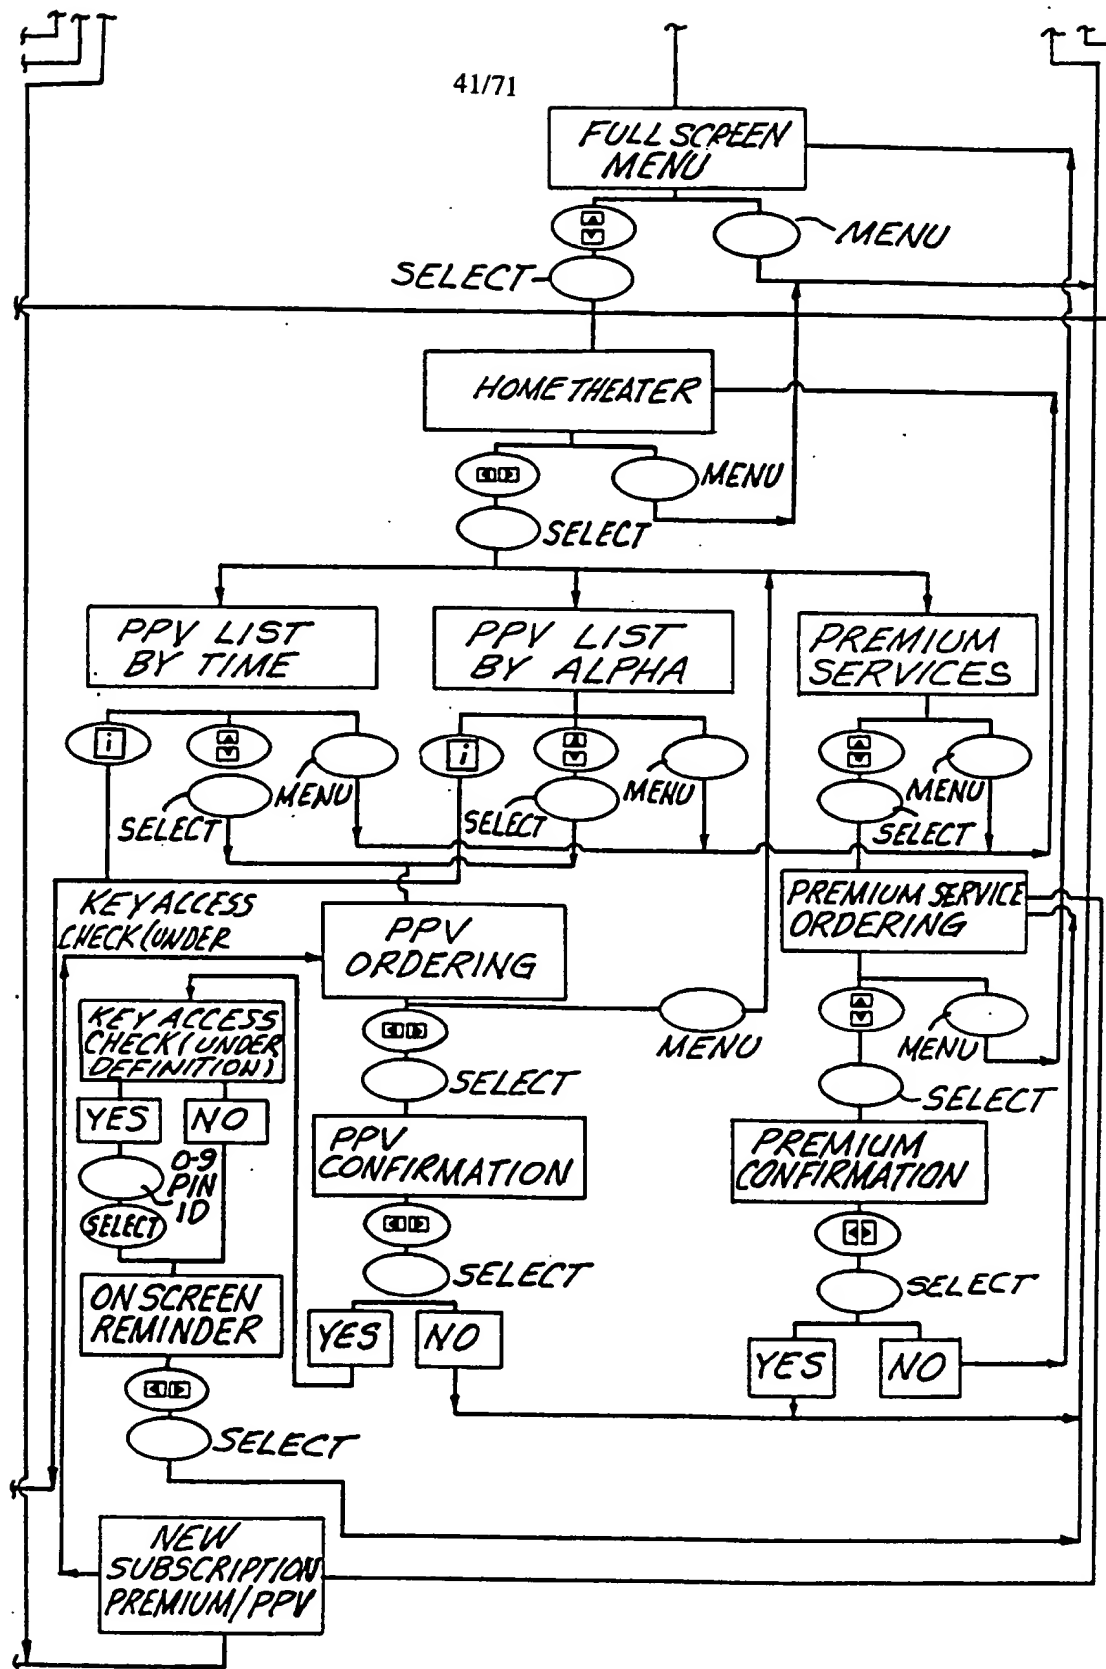 41/71
FULL SCREEN
MENU
MENU
SELECT
HOME THEATER
MENU
SELECT
PPV LIST
BY TIME
PPV LIST
BY ALPHA
PREMIUM
SERVICES
i
MENU
SELECT
i
MENU
SELECT
MENU
SELECT
KEY ACCESS
CHECK (UNDER
PPV
ORDERING
PREMIUM SERVICE
ORDERING
KEY ACCESS
CHECK (UNDER
DEFINITION)
MENU
SELECT
MENU
SELECT
YES
NO
0-9
PIN
ID
SELECT
PPV
CONFIRMATION
PREMIUM
CONFIRMATION
SELECT
SELECT
ON SCREEN
REMINDER
YES
NO
YES
NO
SELECT
NEW
SUBSCRIPTION
PREMIUM/PPV